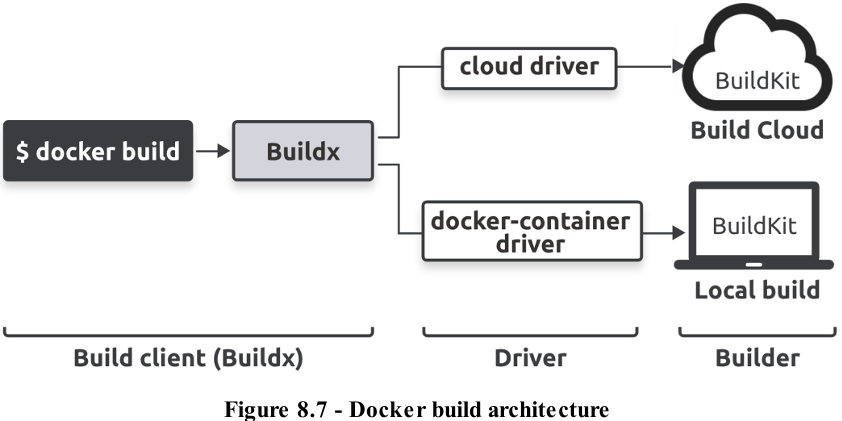 cloud driver
BuildKit
Build Cloud
$ docker build
Buildx
docker-container
driver
BuildKit
Local build
Build client (Buildx)
Driver
Builder
Figure 8.7 - Docker build architecture